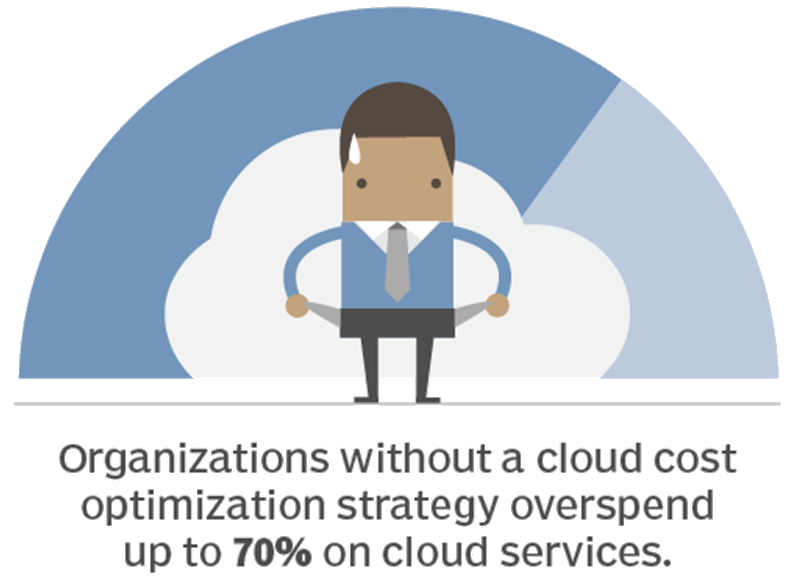 Organizations without a cloud cost
optimization strategy overspend
up to 70% on cloud services.